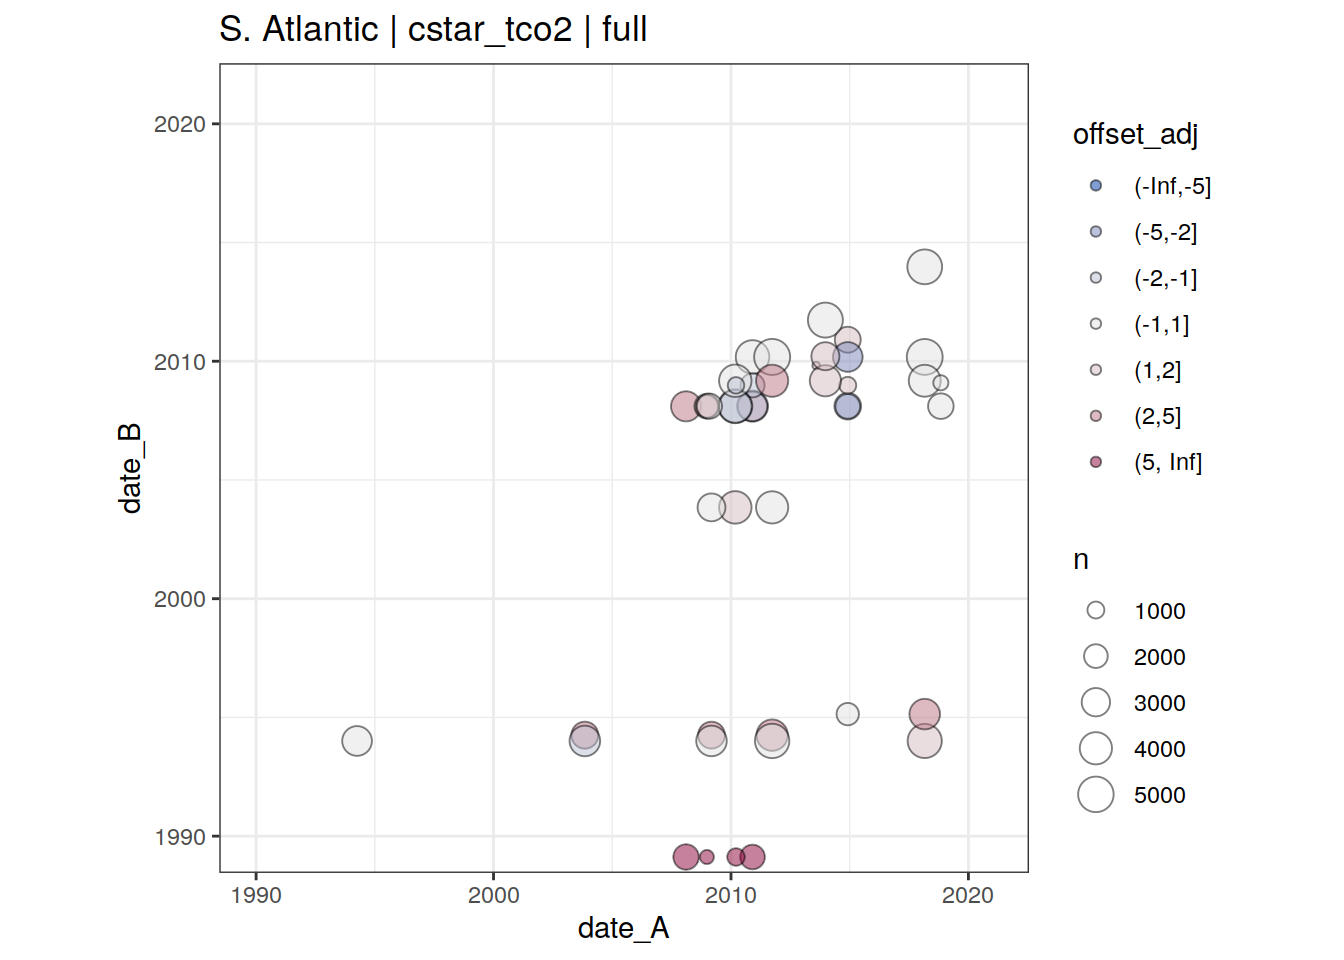 S. Atlantic | cstar_tco2 | full
date_B
2020
2010
2000
1990
1990
2000
2010
2020
date_A
offset_adj
(-Inf,-5]
(-5,-2]
(-2,-1]
(-1,1]
(1,2]
(2,5]
(5, Inf]
n
1000
2000
3000
4000
5000